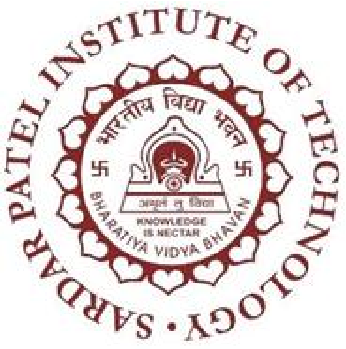 SARDAR PATEL INSTITUTE OF TECHNOLOGY
भारतीय विद्या भवन
अमृतं तु विद्या
KNOWLEDGE
IS NECTAR
BHARATIYA VIDYA BHAVAN